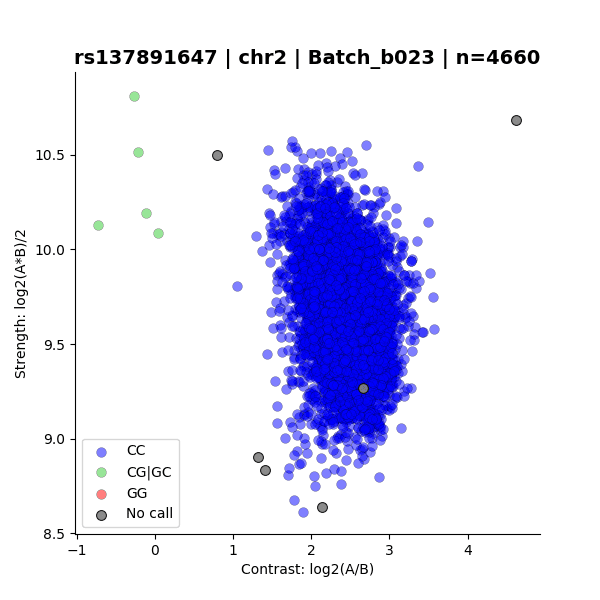 rs137891647 | chr2 | Batch_b023 | n=4660
Strength: log2(A*B)/2
10.5
10.0
9.5
9.0
8.5
CC
CG|GC
GG
No call
−1
0
1
2
3
4
Contrast: log2(A/B)